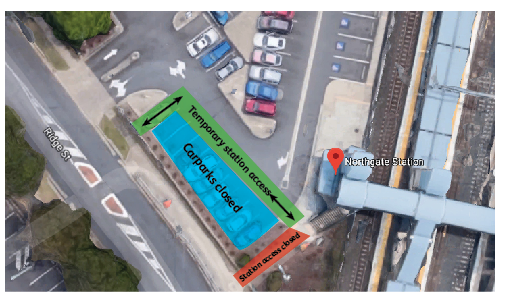 Ridge St
Temporary station access
Carparks closed
Northgate Station
Station access closed